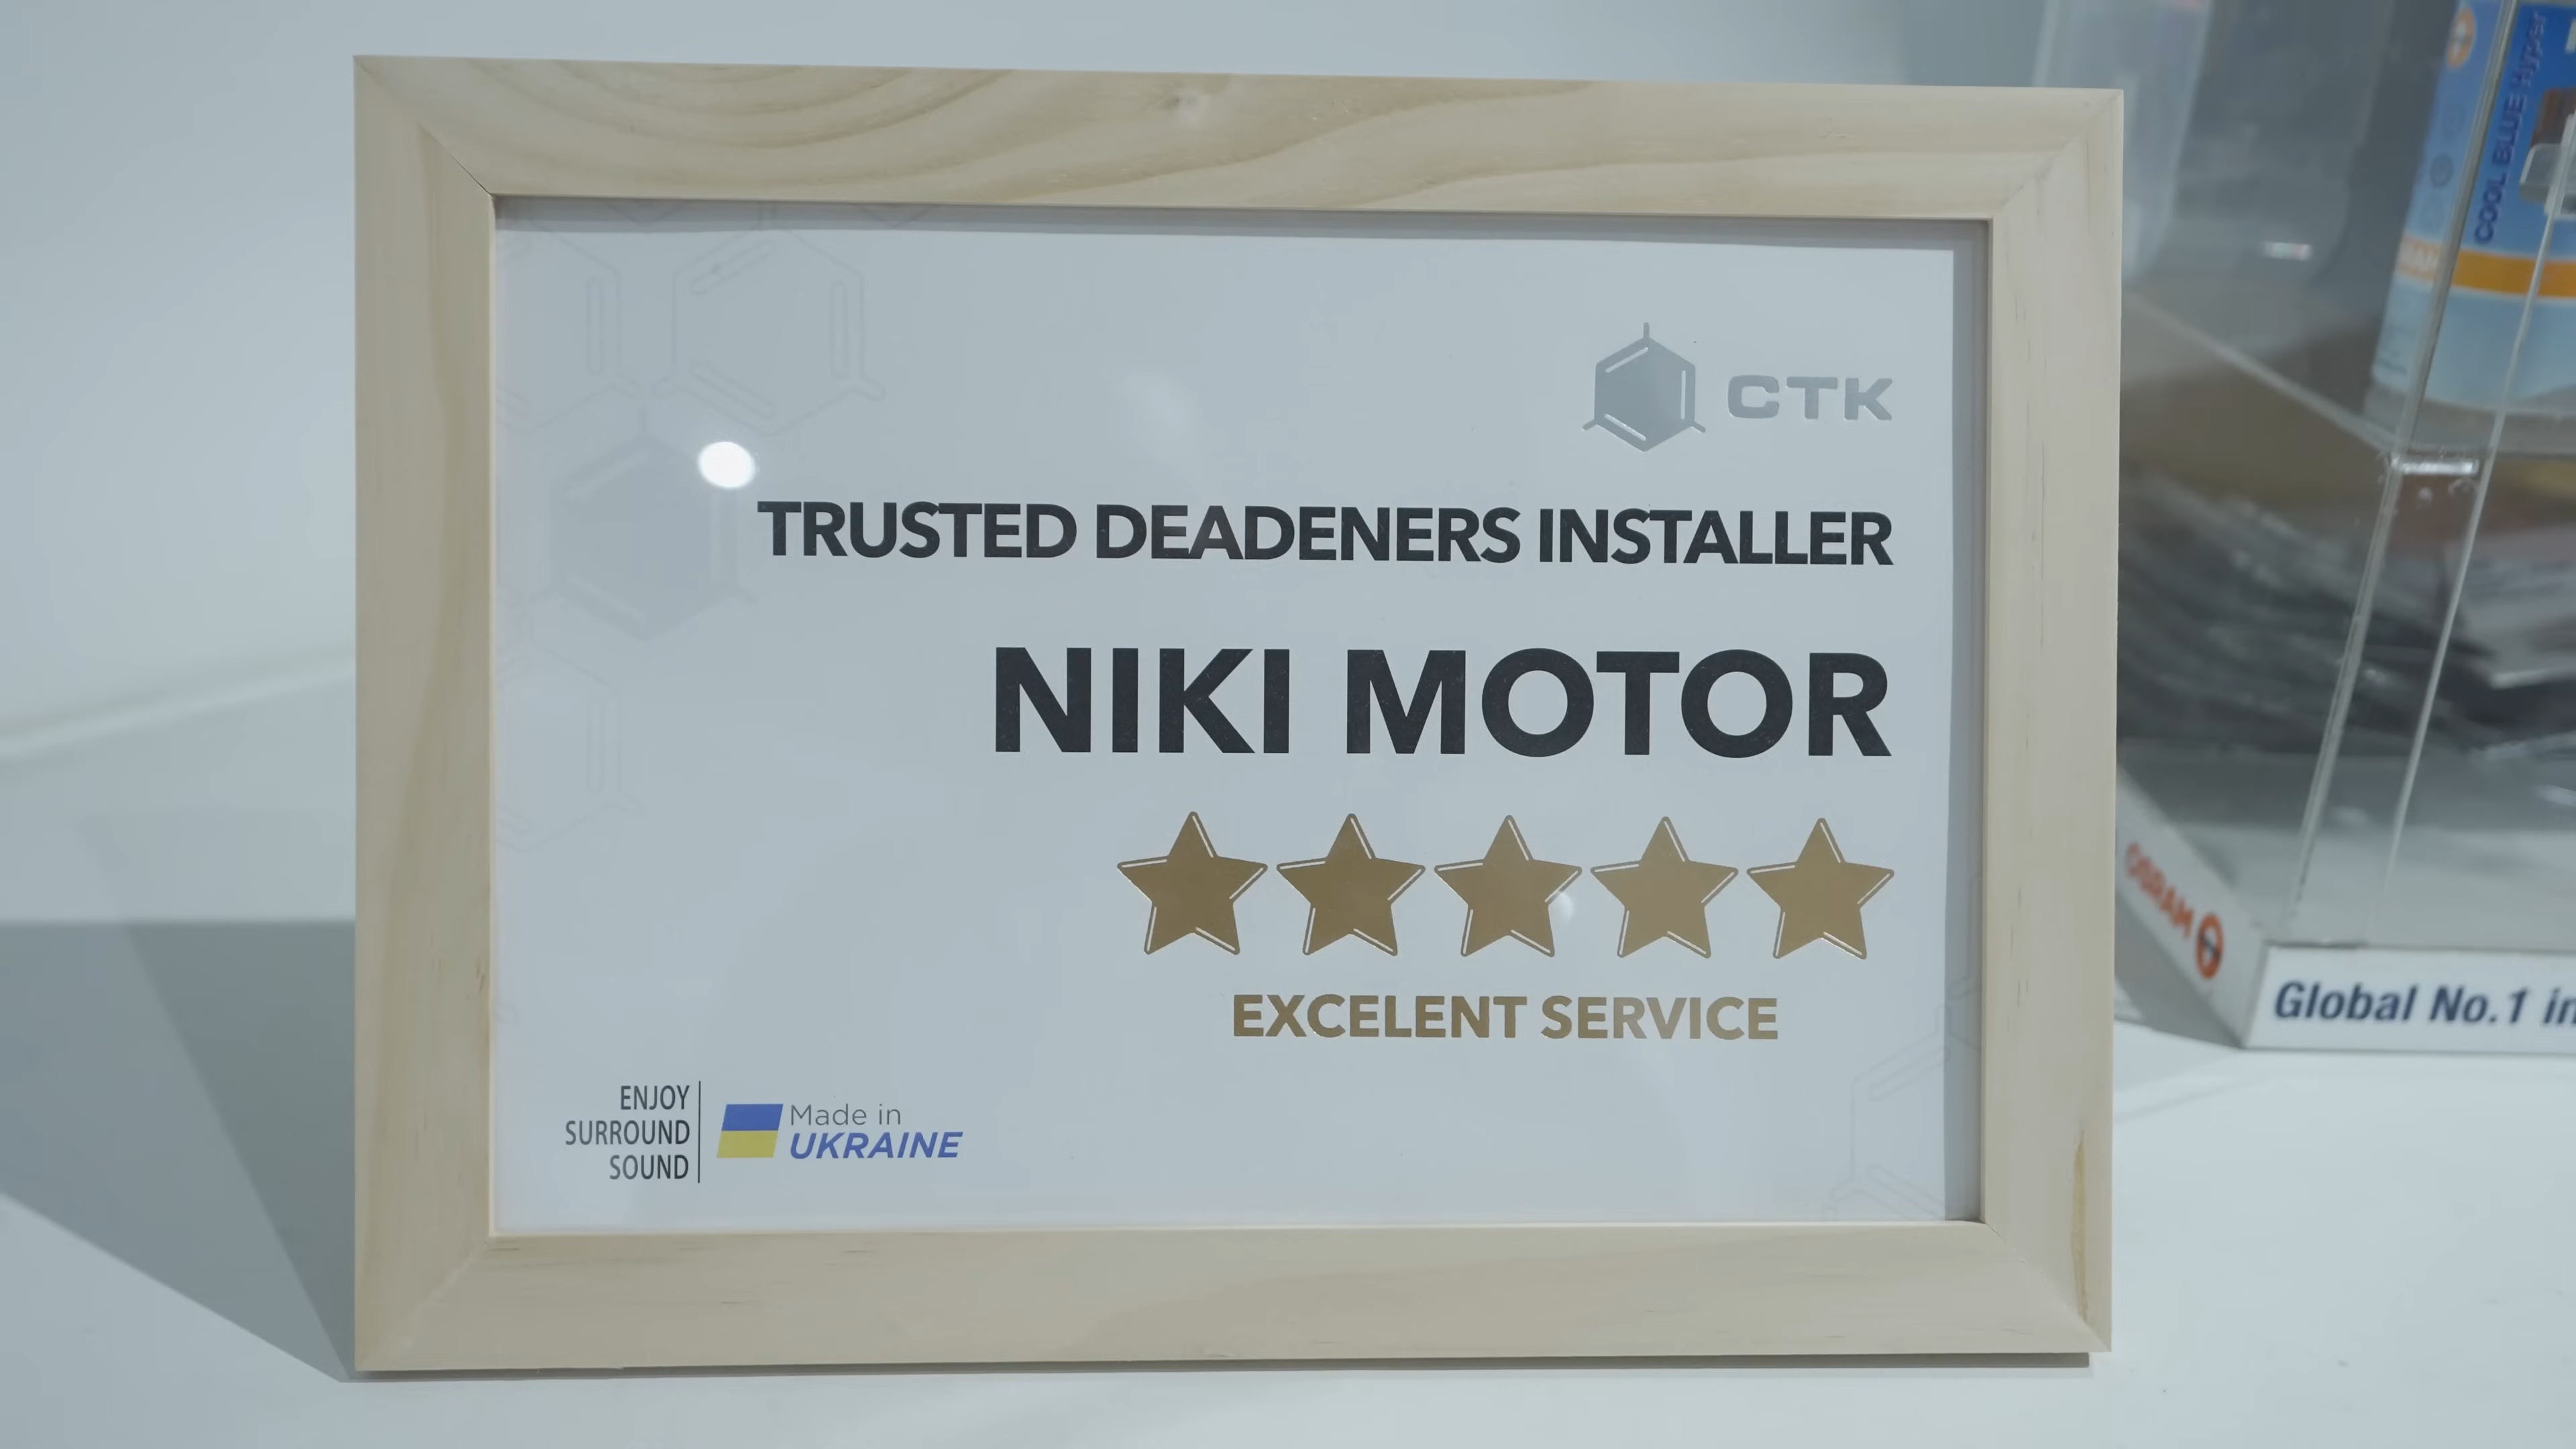 CTK
TRUSTED DEADENERS INSTALLER
NIKI MOTOR
EXCELENT SERVICE
ENJOY
SURROUND
SOUND
Made in
UKRAINE
COOL BLUE Hyper
OSRAM
Global No.1 in